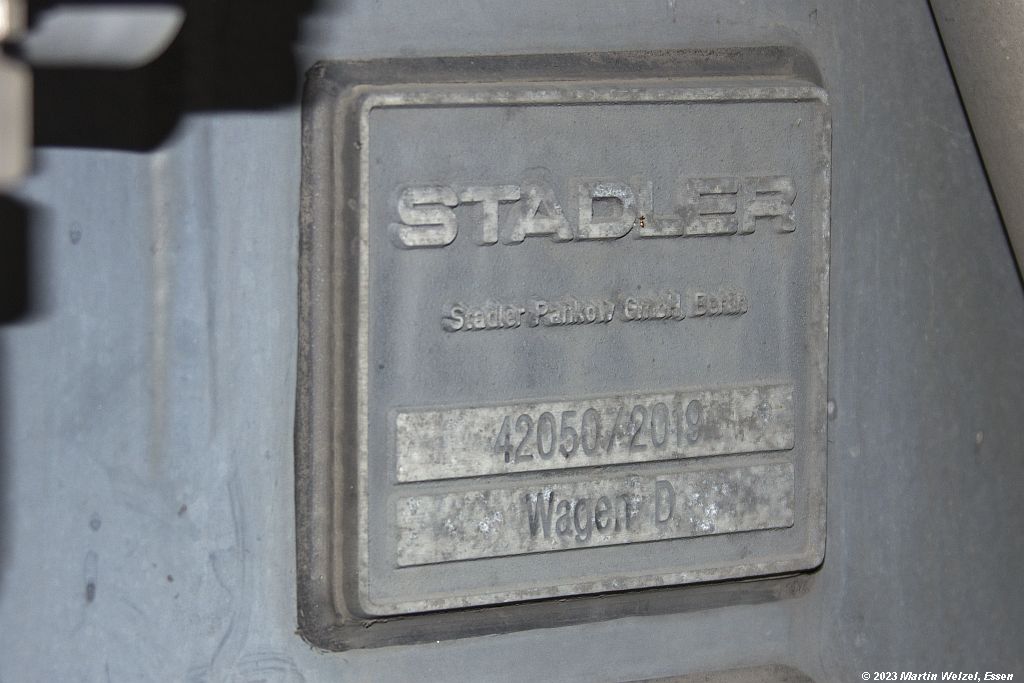 STADLER
Stadler Pankow GmbH, Berlin
42050/2019
Wagen D
© 2023 Martin Welzel, Essen